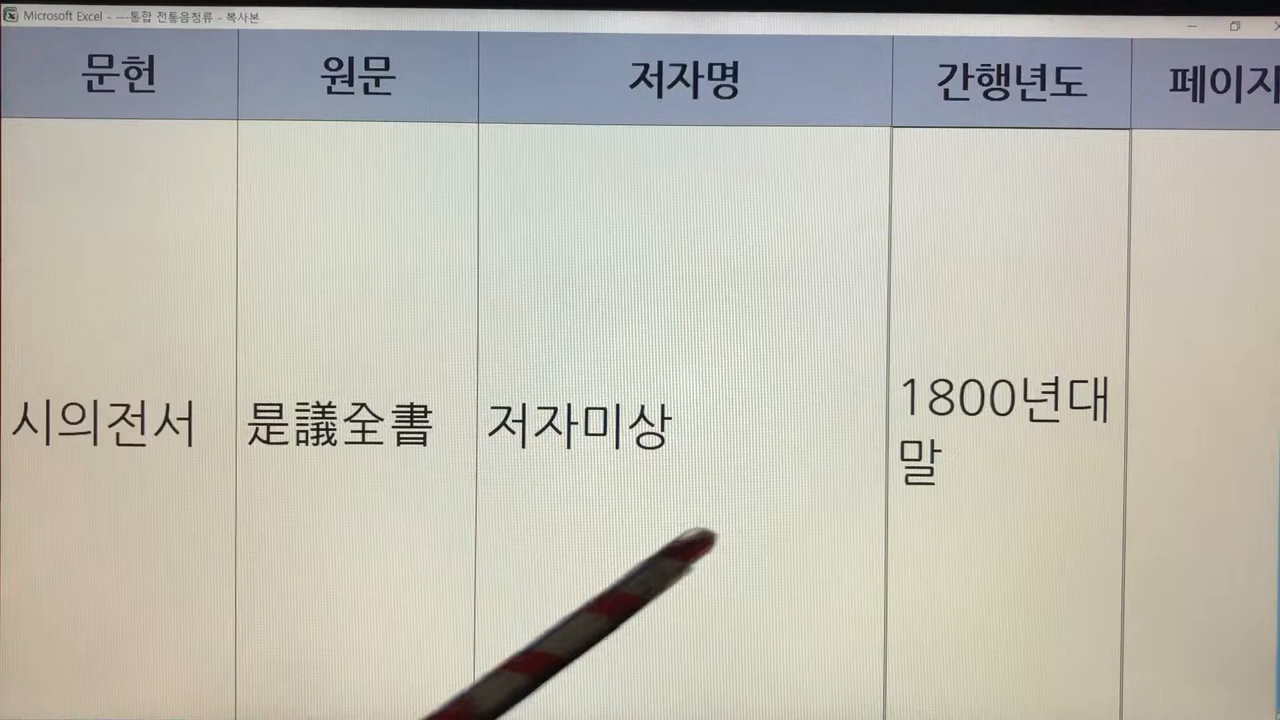 Microsoft Excel - ---통합 전통음청류 - 복사본
문헌 원문 저자명 간행년도 페이지
시의전서 是議全書 저자미상 1800년대
말